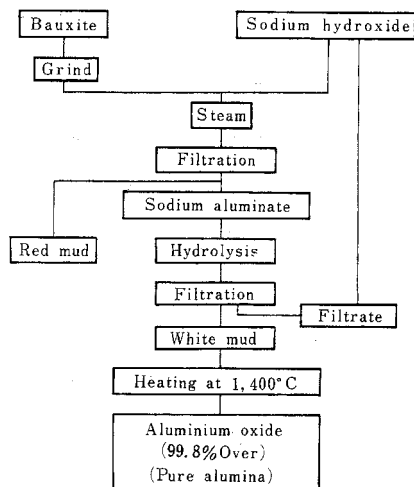 Bauxite
Sodium hydroxide
Grind
Steam
Filtration
Sodium aluminate
Red mud
Hydrolysis
Filtration
Filtrate
White mud
Heating at 1,400°C
Aluminium oxide
(99.8%Over)
(Pure alumina)